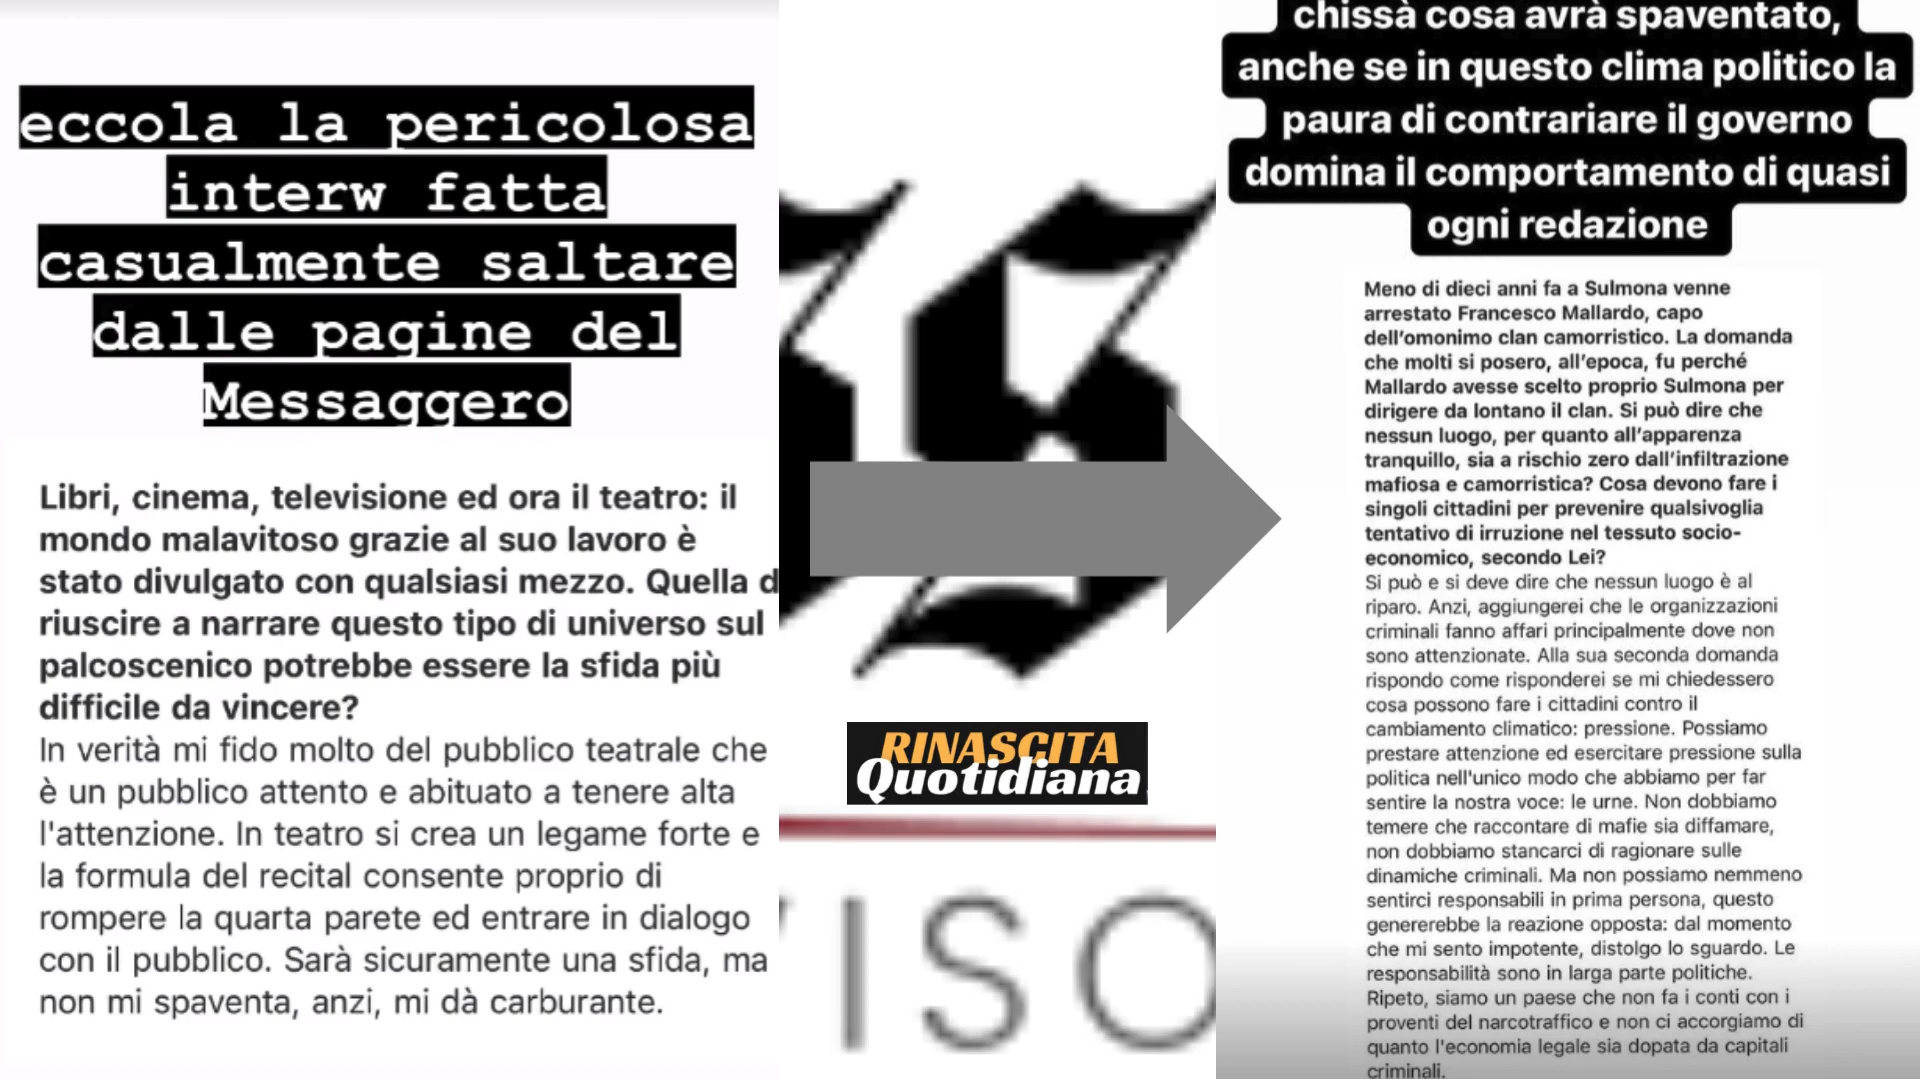 eccola la pericolosa
interw fatta
casualmente saltare
dalle pagine del
Messaggero
Libri, cinema, televisione ed ora il teatro: il
mondo malavitoso grazie al suo lavoro è
stato divulgato con qualsiasi mezzo. Quella d
riuscire a narrare questo tipo di universo sul
palcoscenico potrebbe essere la sfida più
difficile da vincere?
In verità mi fido molto del pubblico teatrale che
è un pubblico attento e abituato a tenere alta
l'attenzione. In teatro si crea un legame forte e
la formula del recital consente proprio di
rompere la quarta parete ed entrare in dialogo
con il pubblico. Sarà sicuramente una sfida, ma
non mi spaventa, anzi, mi dà carburante.
RINASCITA
Quotidiana
ISO
chissà cosa avrà spaventato,
anche se in questo clima politico la
paura di contrariare il governo
domina il comportamento di quasi
ogni redazione
Meno di dieci anni fa a Sulmona venne
arrestato Francesco Mallardo, capo
dell'omonimo clan camorristico. La domanda
che molti si posero, all'epoca, fu perché
Mallardo avesse scelto proprio Sulmona per
dirigere da lontano il clan. Si può dire che
nessun luogo, per quanto all'apparenza
tranquillo, sia a rischio zero dall'infiltrazione
mafiosa e camorristica? Cosa devono fare i
singoli cittadini per prevenire qualsivoglia
tentativo di irruzione nel tessuto socio-
economico, secondo Lei?
Si può e si deve dire che nessun luogo è al
riparo. Anzi, aggiungerei che le organizzazioni
criminali fanno affari principalmente dove non
sono attenzionate. Alla sua seconda domanda
rispondo come risponderei se mi chiedessero
cosa possono fare i cittadini contro il
cambiamento climatico: pressione. Possiamo
prestare attenzione ed esercitare pressione sulla
politica nell'unico modo che abbiamo per far
sentire la nostra voce: le urne. Non dobbiamo
temere che raccontare di mafie sia diffamare,
non dobbiamo stancarci di ragionare sulle
dinamiche criminali. Ma non possiamo nemmeno
sentirci responsabili in prima persona, questo
genererebbe la reazione opposta: dal momento
che mi sento impotente, distolgo lo sguardo. Le
responsabilità sono in larga parte politiche.
Ripeto, siamo un paese che non fa i conti con i
proventi del narcotraffico e non ci accorgiamo di
quanto l'economia legale sia dopata da capitali
criminali.